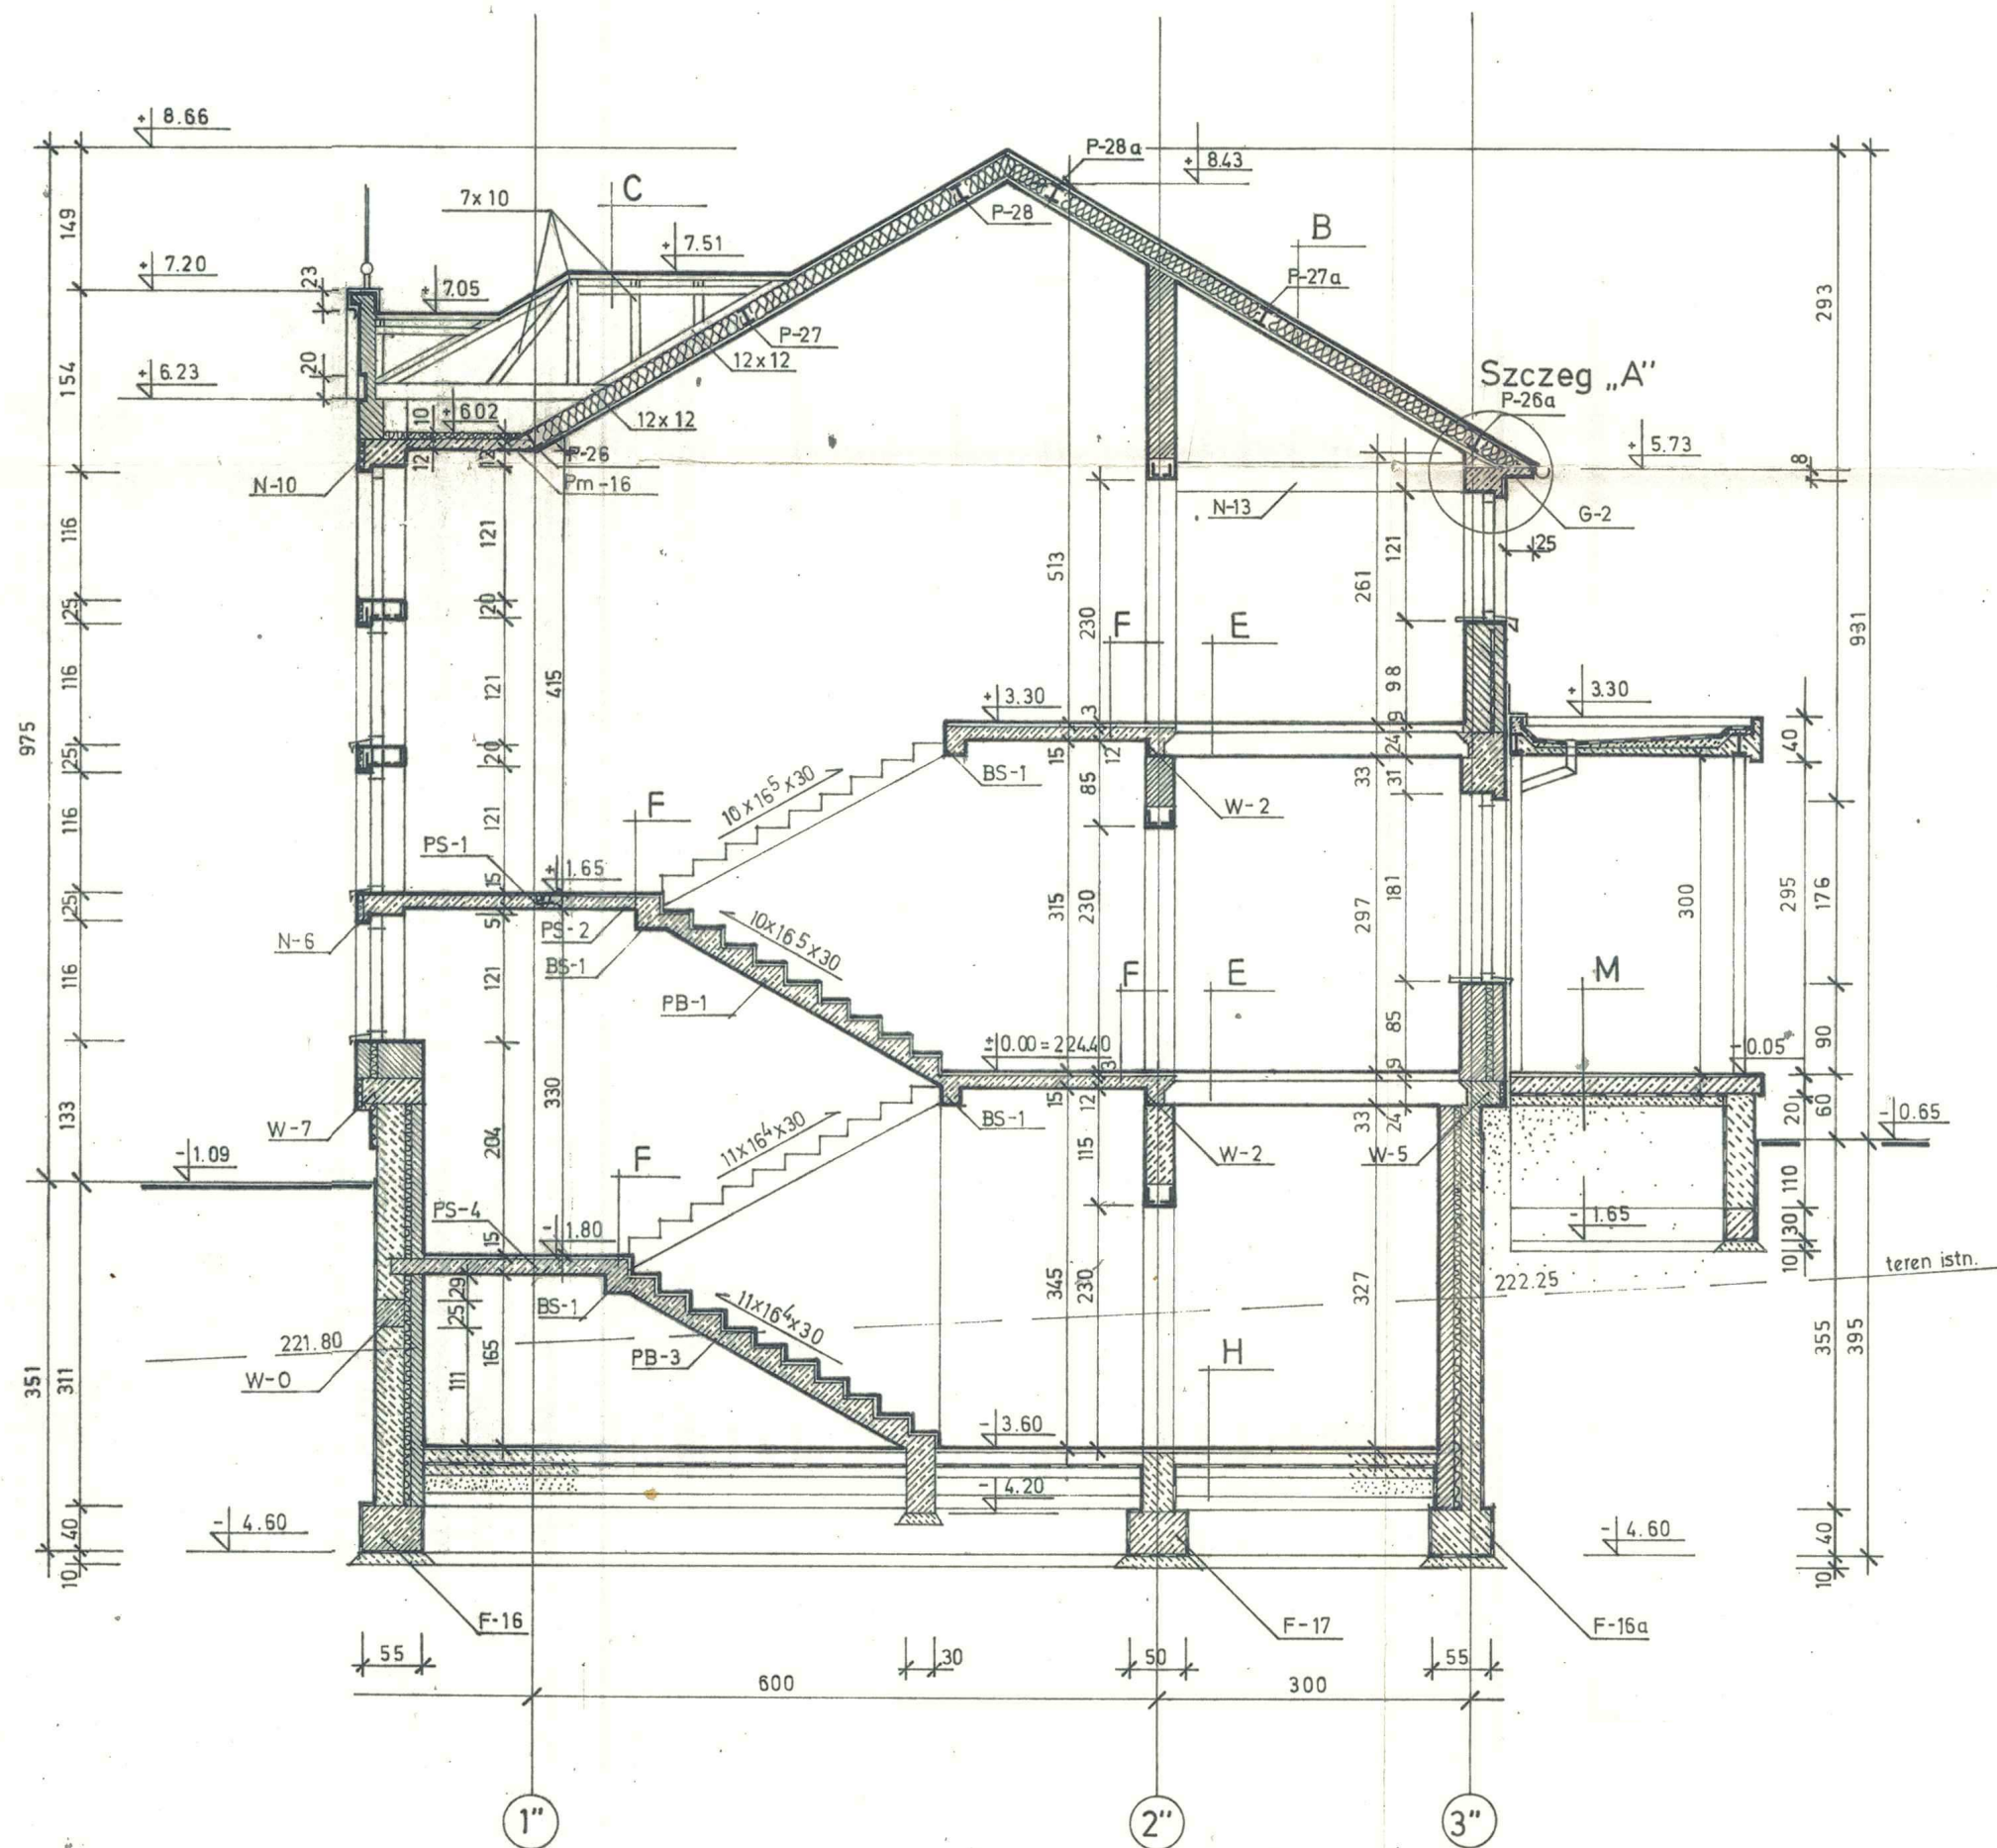 + 8.66
P-28a
+ 8.43
7x10
C
P-28
B
149
+ 7.20
23
+ 7.05
+ 7.51
P-27a
293
154
+ 6.23
20
P-27
12x12
Szczeg „A”
P-26a
10
+ 6.02
12x12
12
12
P-26
Pm-16
+ 5.73
8
N-10
N-13
G-2
25
116
121
513
261
121
25
20
230
F
E
98
931
975
116
121
415
+ 3.30
3
9
+ 3.30
25
20
15
12
24
40
10x16⁵x30
BS-1
33
31
116
121
F
85
W-2
PS-1
+ 1.65
25
15
5
PS-2
315
230
297
181
300
295
176
N-6
BS-1
10x16⁵x30
116
121
PB-1
F
E
M
85
90
± 0.00 = 224.40
3
9
- 0.05
133
W-7
330
204
15
12
BS-1
33
24
20
60
- 0.65
11x16⁴x30
115
W-2
W-5
- 1.09
F
110
PS-4
- 1.80
15
- 1.65
30
10
29
25
BS-1
345
230
327
222.25
teren istn.
11x16⁴x30
351
311
221.80
W-0
111
165
PB-3
H
355
395
- 3.60
- 4.20
40
- 4.60
- 4.60
40
10
10
F-16
F-17
F-16a
55
30
50
55
600
300
1”
2”
3”